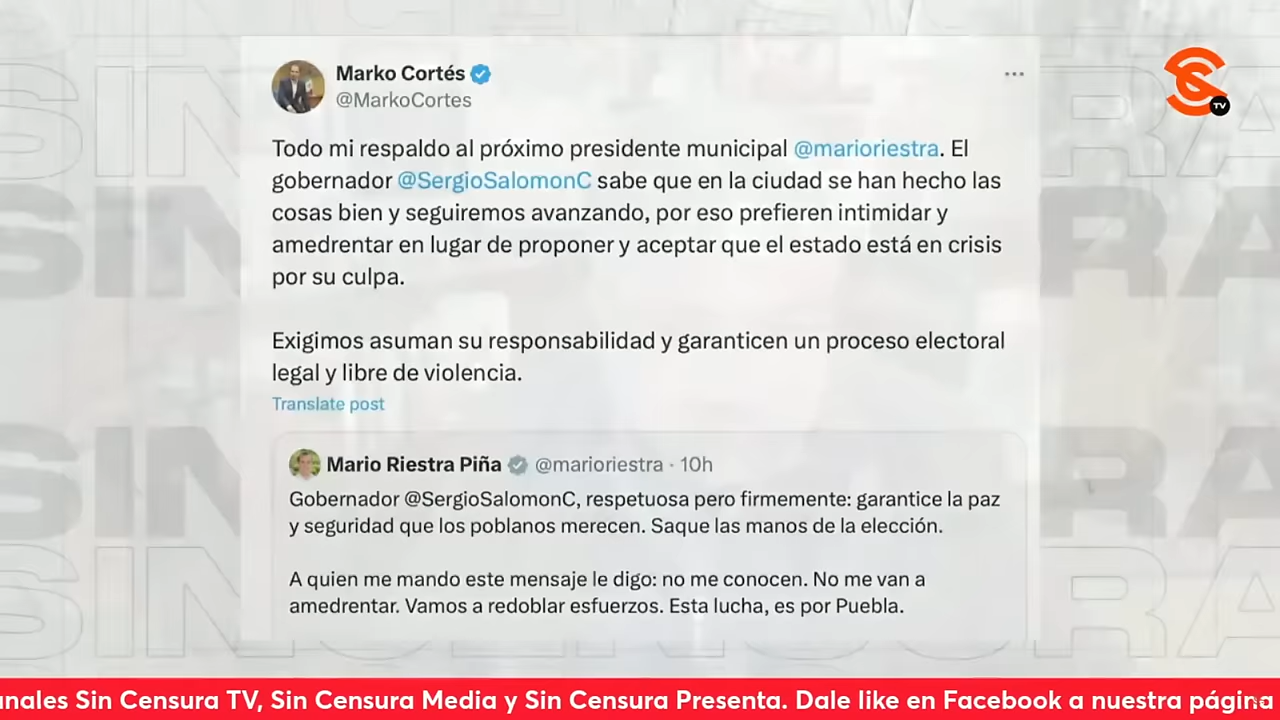 Marko Cortés
@MarkoCortes
Todo mi respaldo al próximo presidente municipal @marioriestra. El
gobernador @SergioSalomonC sabe que en la ciudad se han hecho las
cosas bien y seguiremos avanzando, por eso prefieren intimidar y
amedrentar en lugar de proponer y aceptar que el estado está en crisis
por su culpa.
Exigimos asuman su responsabilidad y garanticen un proceso electoral
legal y libre de violencia.
Translate post
Mario Riestra Piña @marioriestra · 10h
Gobernador @SergioSalomonC, respetuosa pero firmemente: garantice la paz
y seguridad que los poblanos merecen. Saque las manos de la elección.
A quien me mando este mensaje le digo: no me conocen. No me van a
amedrentar. Vamos a redoblar esfuerzos. Esta lucha, es por Puebla.
TV
anales Sin Censura TV, Sin Censura Media y Sin Censura Presenta. Dale like en Facebook a nuestra página